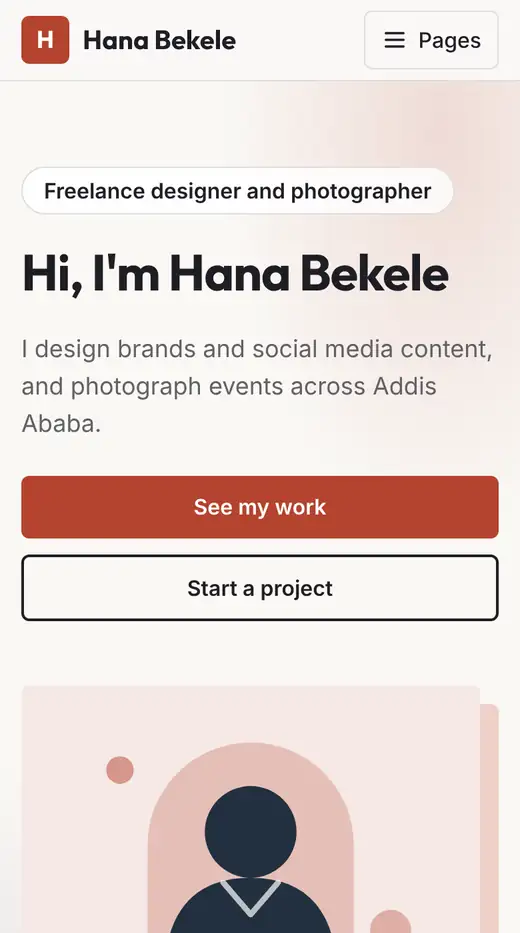 H
Hana Bekele
Pages
Freelance designer and photographer
Hi, I'm Hana Bekele
I design brands and social media content,
and photograph events across Addis
Ababa.
See my work
Start a project